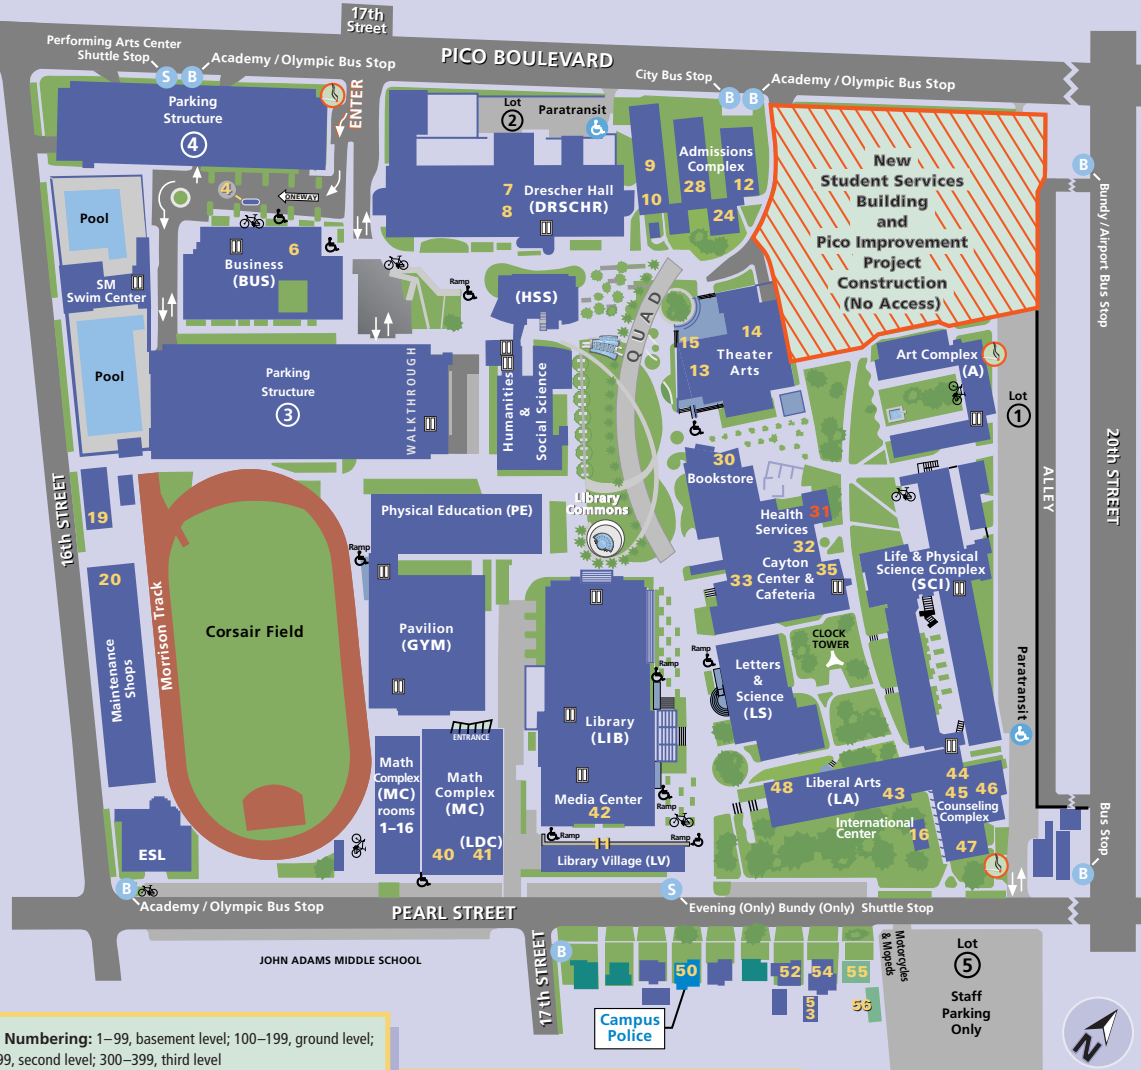 17th
Street
PICO BOULEVARD
Performing Arts Center
Shuttle Stop
S
B
Academy / Olympic Bus Stop
City Bus Stop
B
B
Academy / Olympic Bus Stop
Parking
Structure
4
ENTER
Lot
2
Paratransit
4
ONEWAY
7
8
Drescher Hall
(DRSCHR)
9
10
Admissions
Complex
28
12
24
New
Student Services
Building
and
Pico Improvement
Project
Construction
(No Access)
B
Bundy / Airport Bus Stop
Pool
SM
Swim Center
6
Business
(BUS)
Ramp
(HSS)
QUAD
14
15
13
Theater
Arts
Art Complex
(A)
Lot
1
Pool
Parking
Structure
3
WALKTHROUGH
Humanities
&
Social Science
ALLEY
20th STREET
16th STREET
19
20
Maintenance
Shops
Morrison Track
Corsair Field
Physical Education (PE)
Ramp
Pavilion
(GYM)
Library
Commons
30
Bookstore
Health
Services
31
32
Cayton
Center &
Cafeteria
33
35
Life & Physical
Science Complex
(SCI)
CLOCK
TOWER
Ramp
Ramp
Letters
&
Science
(LS)
Paratransit
Library
(LIB)
ENTRANCE
Math
Complex
(MC)
rooms
1–16
Math
Complex
(MC)
(LDC)
40
41
Media Center
42
Ramp
Ramp
Ramp
Library Village (LV)
48
Liberal Arts
(LA)
43
44
45
46
Counseling
Complex
International
Center
16
47
Bus Stop
B
ESL
B
Academy / Olympic Bus Stop
PEARL STREET
S
Evening (Only) Bundy (Only) Shuttle Stop
JOHN ADAMS MIDDLE SCHOOL
17th STREET
B
50
52
54
55
5
3
56
Motorcycles
& Mopeds
Lot
5
Staff
Parking
Only
Campus
Police
N
Numbering: 1–99, basement level; 100–199, ground level;
99, second level; 300–399, third level